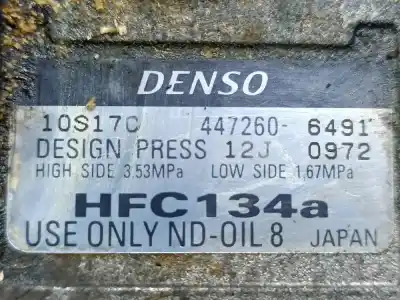 DENSO
10S17C 447260- 6491
DESIGN PRESS 12J 0972
HIGH SIDE 3.53MPa LOW SIDE 1.67MPa
HFC134a
USE ONLY ND-OIL 8 JAPAN